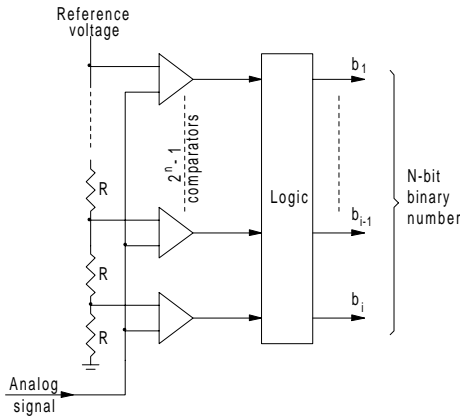 Reference
voltage
b₁
2ⁿ - 1
comparators
R
Logic
N-bit
binary
number
bᵢ₋₁
R
bᵢ
R
Analog
signal